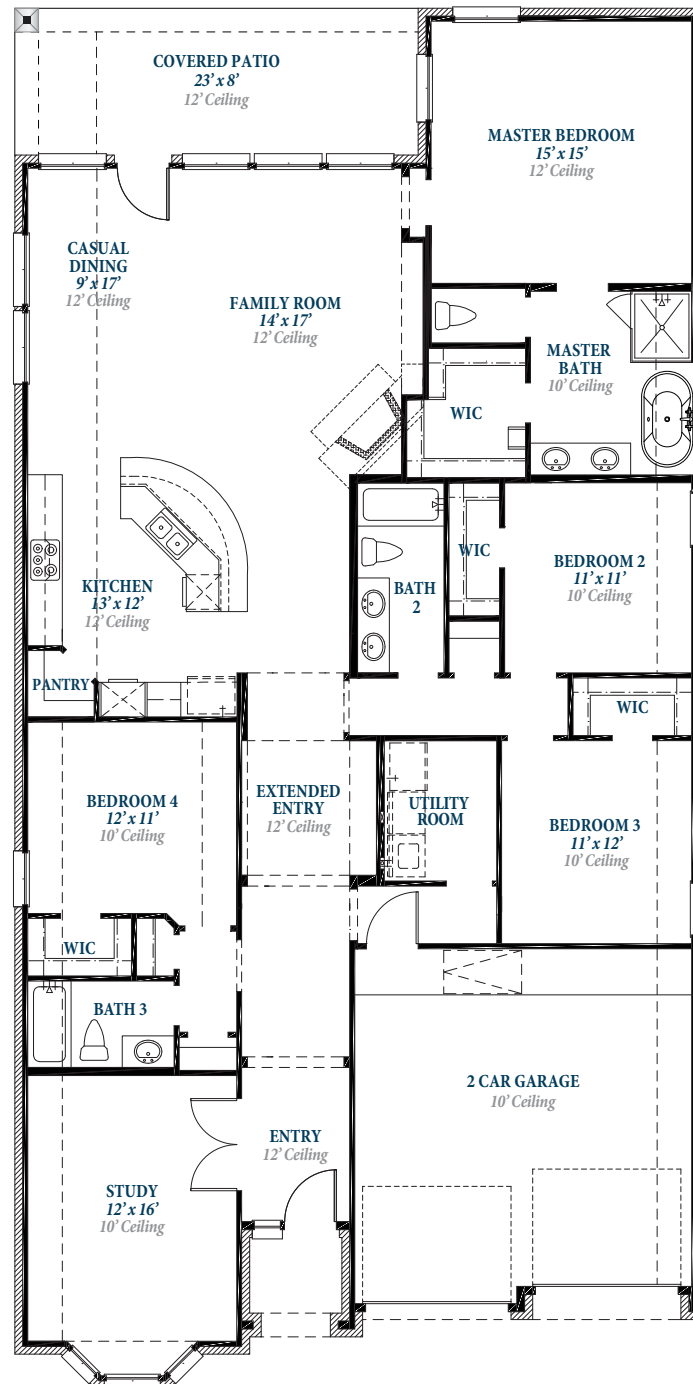 COVERED PATIO
23’ x 8’
12’ Ceiling
MASTER BEDROOM
15’ x 15’
12’ Ceiling
CASUAL
DINING
9’ x 17’
12’ Ceiling
FAMILY ROOM
14’ x 17’
12’ Ceiling
MASTER
BATH
10’ Ceiling
WIC
KITCHEN
13’ x 12’
12’ Ceiling
BATH
2
WIC
BEDROOM 2
11’ x 11’
10’ Ceiling
PANTRY
WIC
BEDROOM 4
12’ x 11’
10’ Ceiling
EXTENDED
ENTRY
12’ Ceiling
UTILITY
ROOM
BEDROOM 3
11’ x 12’
10’ Ceiling
WIC
BATH 3
2 CAR GARAGE
10’ Ceiling
ENTRY
12’ Ceiling
STUDY
12’ x 16’
10’ Ceiling